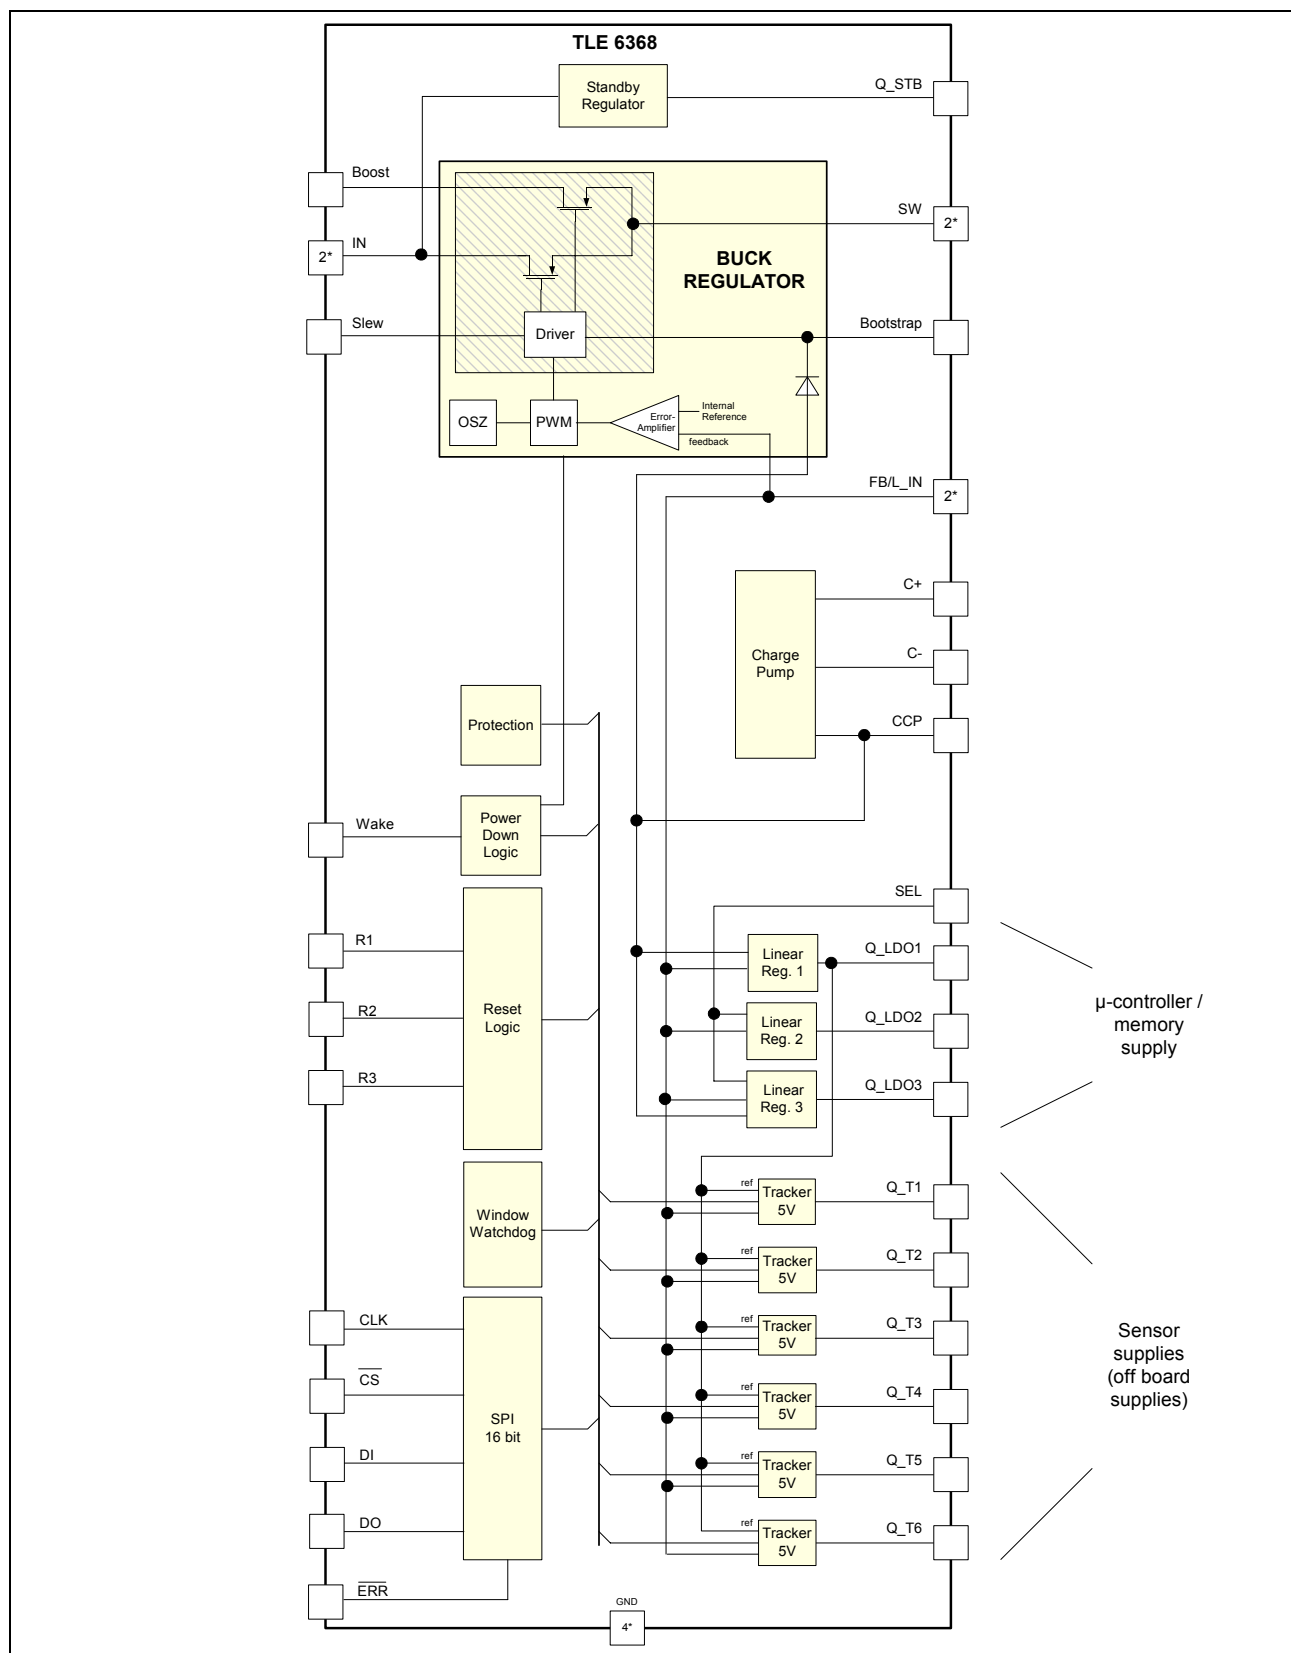 TLE 6368
Standby
Regulator
Q_STB
Boost
IN
2*
Slew
Driver
BUCK
REGULATOR
SW
2*
Bootstrap
OSZ
PWM
Error-
Amplifier
Internal
Reference
feedback
FB/L_IN
2*
Charge
Pump
C+
C-
CCP
Protection
Wake
Power
Down
Logic
R1
R2
R3
Reset
Logic
SEL
Linear
Reg. 1
Q_LDO1
Linear
Reg. 2
Q_LDO2
Linear
Reg. 3
Q_LDO3
µ-controller /
memory
supply
Window
Watchdog
ref
Tracker
5V
Q_T1
ref
Tracker
5V
Q_T2
ref
Tracker
5V
Q_T3
ref
Tracker
5V
Q_T4
ref
Tracker
5V
Q_T5
ref
Tracker
5V
Q_T6
Sensor
supplies
(off board
supplies)
CLK
CS
DI
DO
ERR
SPI
16 bit
GND
4*